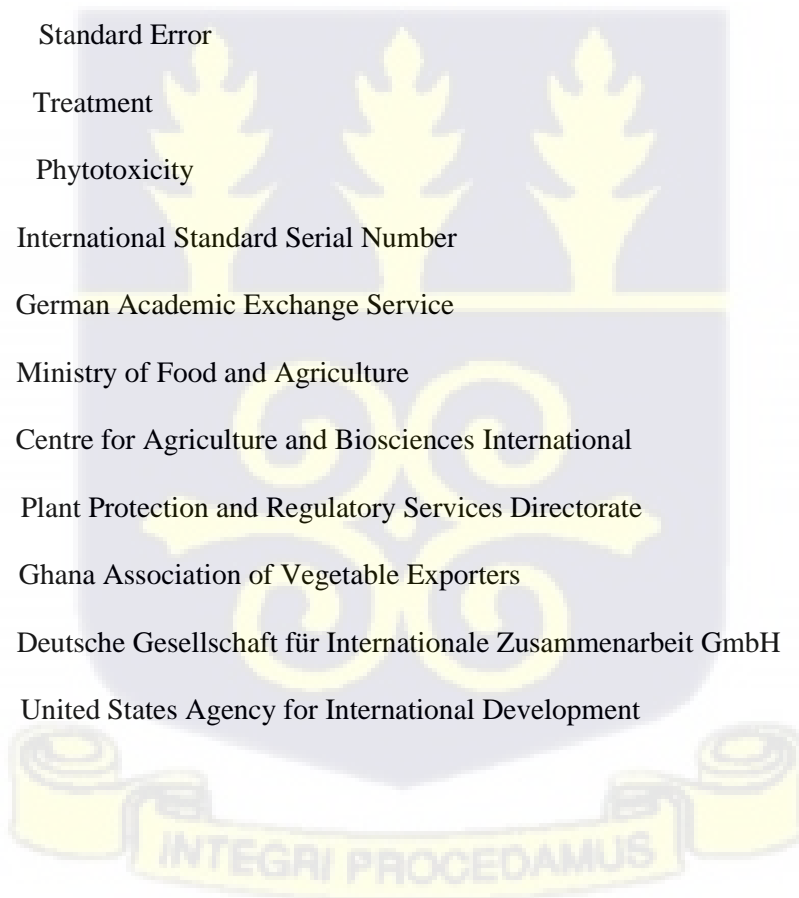 Standard Error
Treatment
Phytotoxicity
International Standard Serial Number
German Academic Exchange Service
Ministry of Food and Agriculture
Centre for Agriculture and Biosciences International
Plant Protection and Regulatory Services Directorate
Ghana Association of Vegetable Exporters
Deutsche Gesellschaft für Internationale Zusammenarbeit GmbH
United States Agency for International Development
INTEGRI PROCEDAMUS